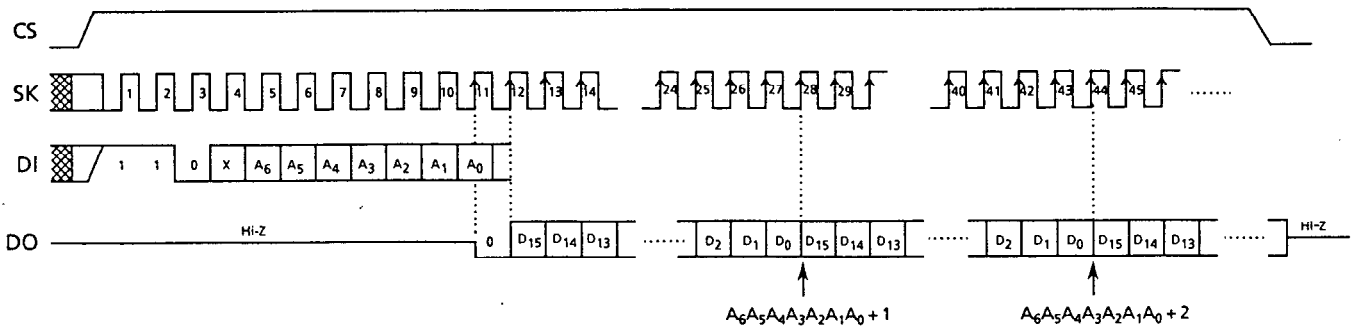 CS
SK 1 2 3 4 5 6 7 8 9 10 11 12 13 14 24 25 26 27 28 29 40 41 42 43 44 45 ......
DI 1 1 0 X A6 A5 A4 A3 A2 A1 A0
DO Hi-Z 0 D15 D14 D13 ...... D2 D1 D0 D15 D14 D13 ...... D2 D1 D0 D15 D14 D13 ...... HI-Z
A6A5A4A3A2A1A0 + 1 A6A5A4A3A2A1A0 + 2